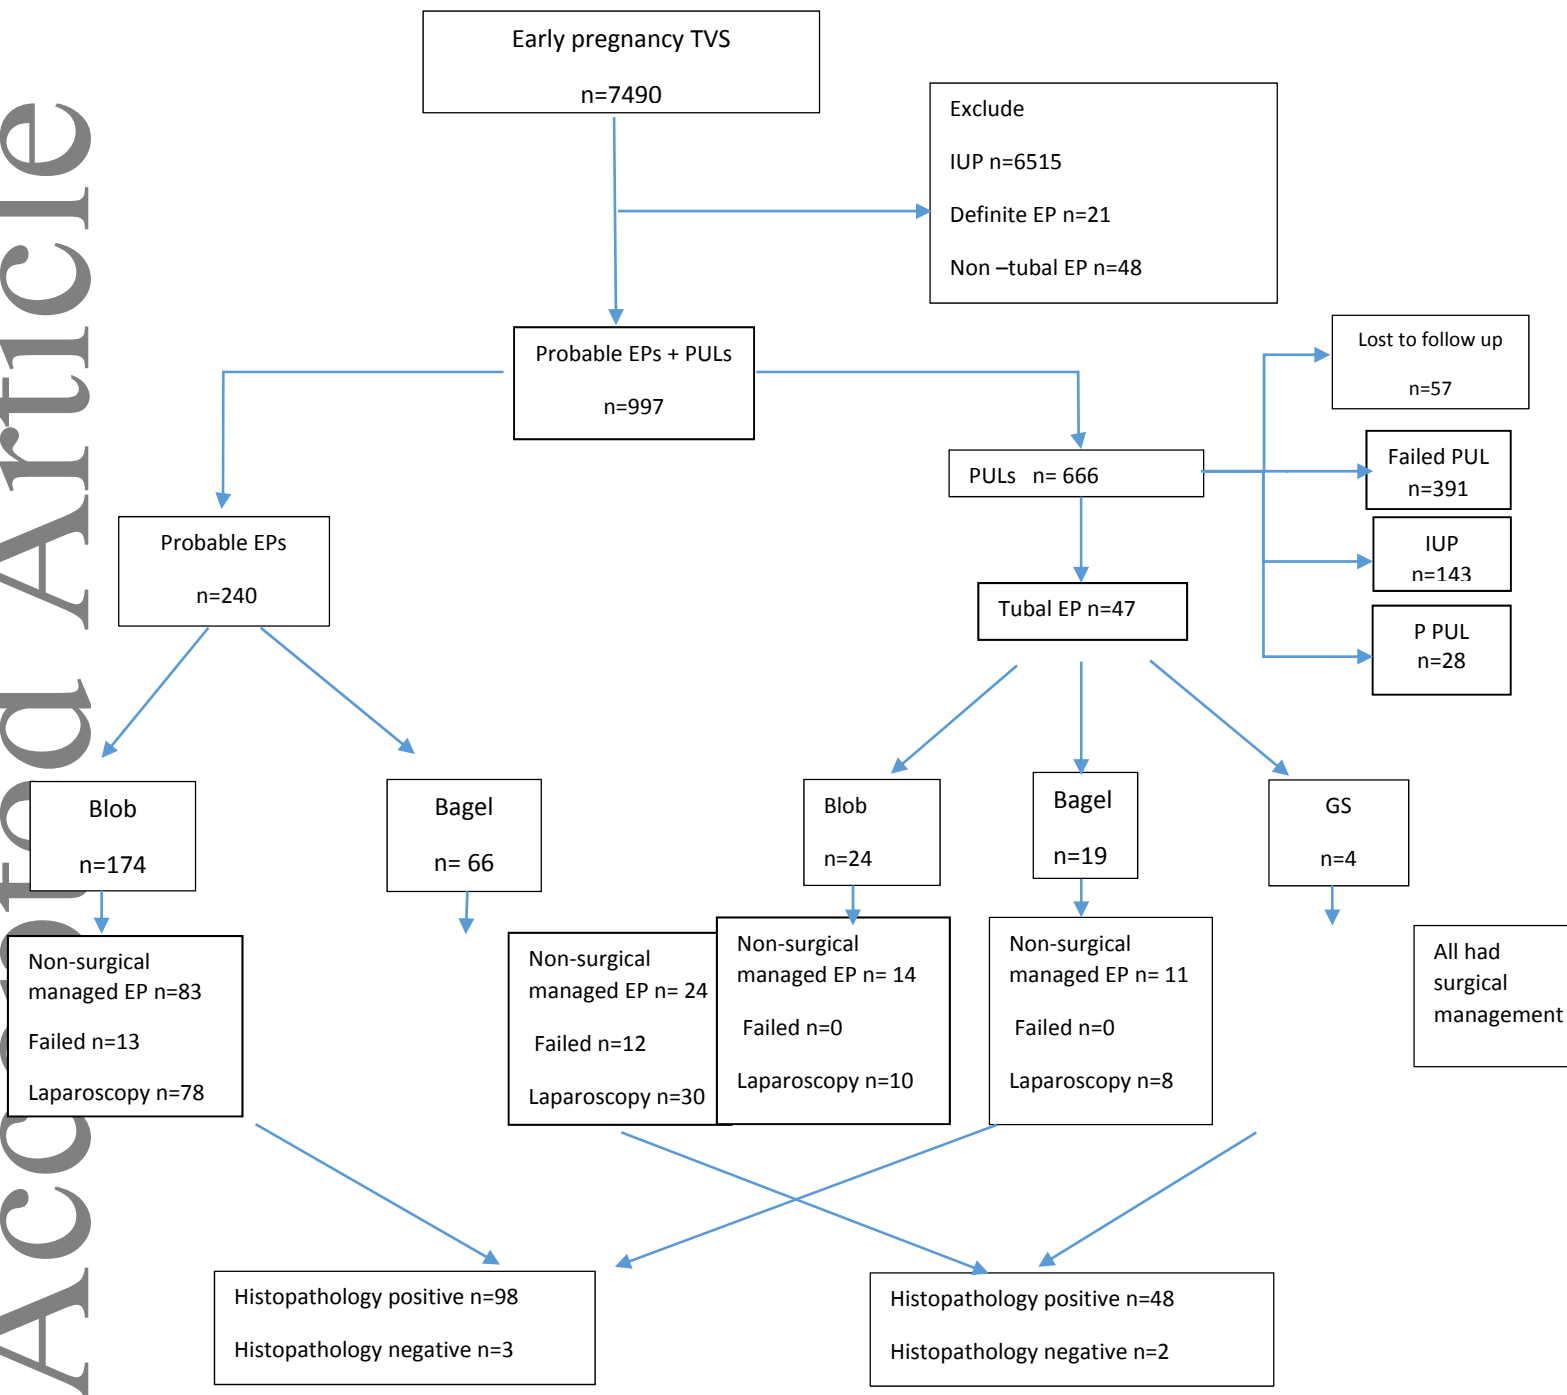 Accepted Article
Early pregnancy TVS
n=7490
Exclude
IUP n=6515
Definite EP n=21
Non –tubal EP n=48
Probable EPs + PULs
n=997
Lost to follow up
n=57
PULs n= 666
Failed PUL
n=391
IUP
n=143
P PUL
n=28
Probable EPs
n=240
Tubal EP n=47
Blob
n=174
Bagel
n= 66
Blob
n=24
Bagel
n=19
GS
n=4
Non-surgical
managed EP n=83
Failed n=13
Laparoscopy n=78
Non-surgical
managed EP n= 24
Failed n=12
Laparoscopy n=30
Non-surgical
managed EP n= 14
Failed n=0
Laparoscopy n=10
Non-surgical
managed EP n= 11
Failed n=0
Laparoscopy n=8
All had
surgical
management
Histopathology positive n=98
Histopathology negative n=3
Histopathology positive n=48
Histopathology negative n=2